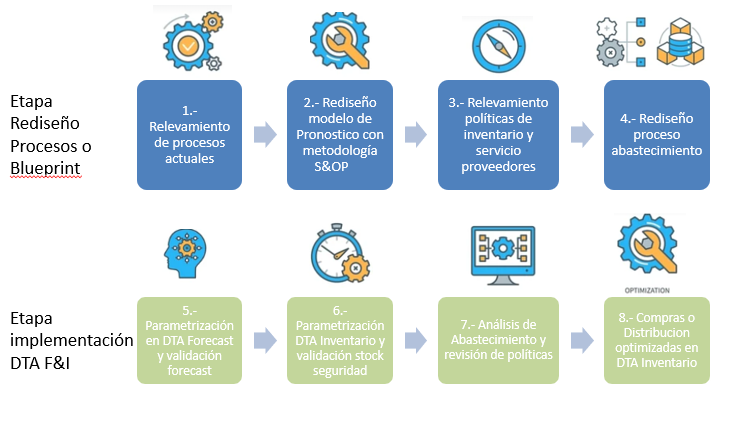 Etapa
Rediseño
Procesos o
Blueprint
1.-
Relevamiento
de procesos
actuales
2.- Rediseño
modelo de
Pronostico con
metodología
S&OP
3.- Relevamiento
políticas de
inventario y
servicio
proveedores
4.- Rediseño
proceso
abastecimiento
OPTIMIZATION
Etapa
implementación
DTA F&I
5.-
Parametrización
en DTA Forecast
y validación
forecast
6.-
Parametrización
DTA Inventario y
validación stock
seguridad
7.- Análisis de
Abastecimiento y
revisión de políticas
8.- Compras o
Distribucion
optimizadas en
DTA Inventario